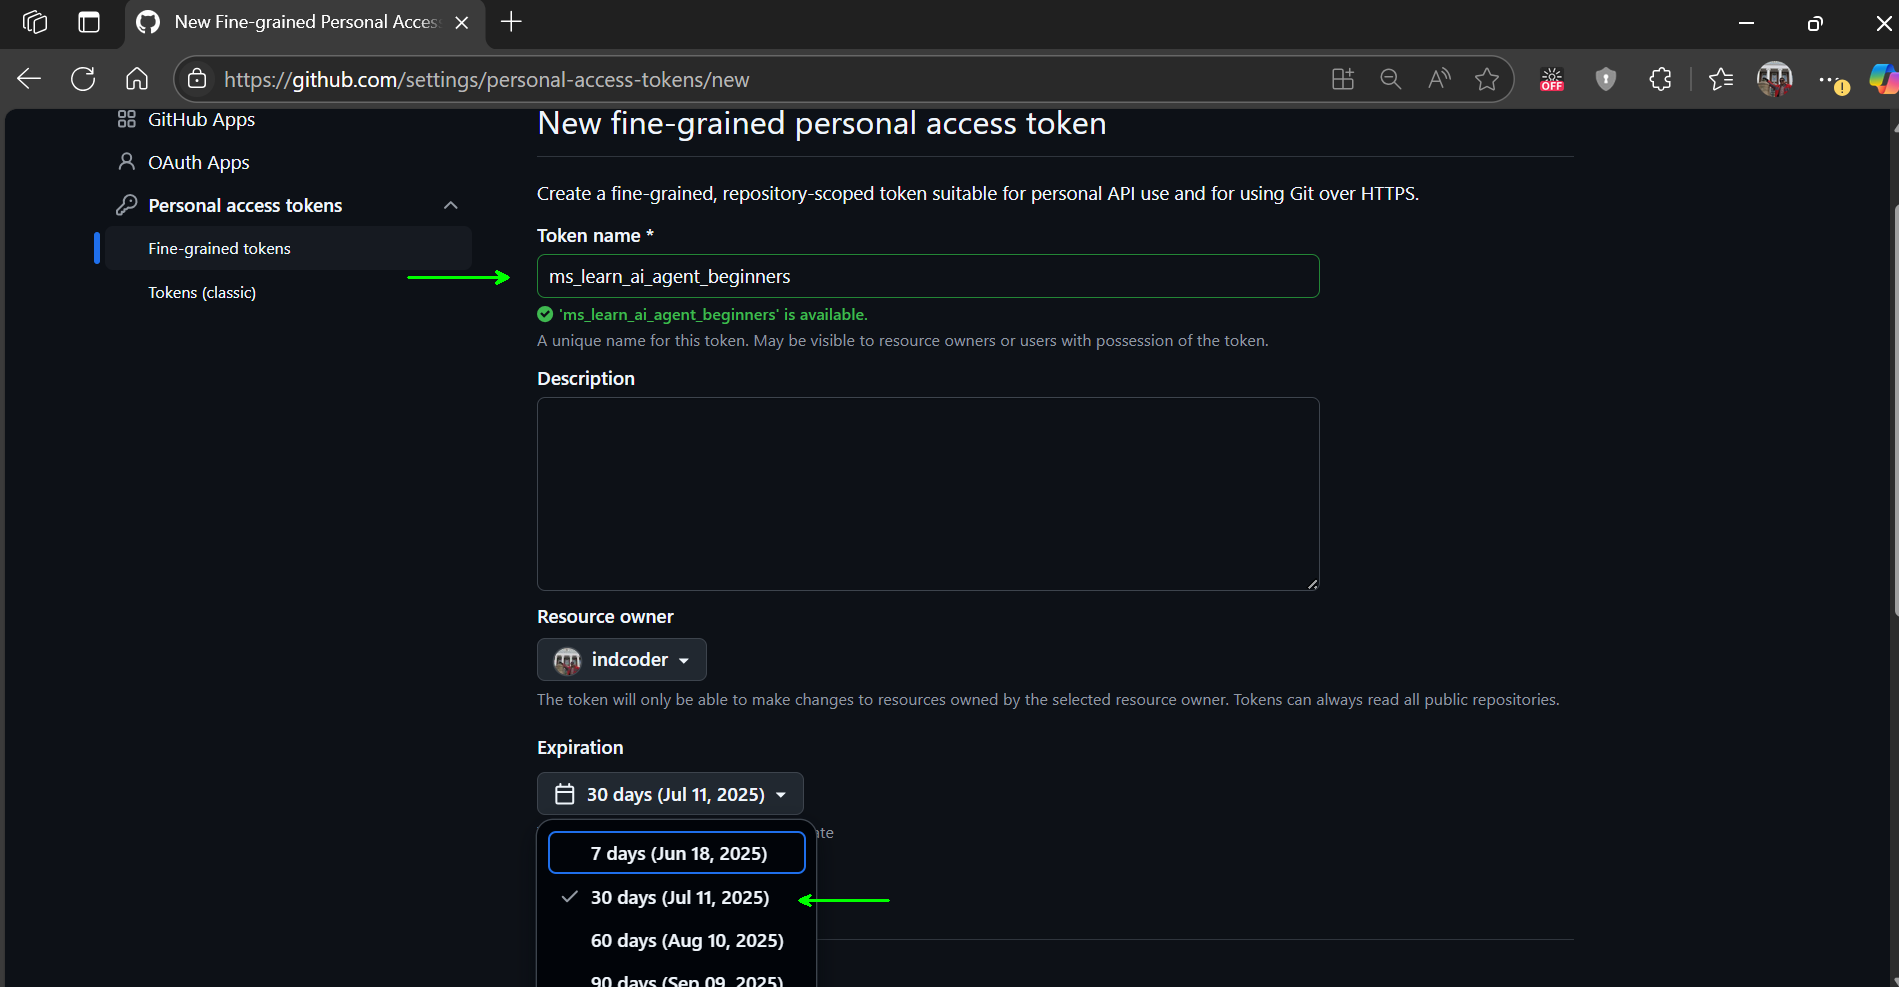 New Fine-grained Personal Acces
https://github.com/settings/personal-access-tokens/new
OFF
GitHub Apps
OAuth Apps
Personal access tokens
Fine-grained tokens
Tokens (classic)
New fine-grained personal access token
Create a fine-grained, repository-scoped token suitable for personal API use and for using Git over HTTPS.
Token name *
ms_learn_ai_agent_beginners
'ms_learn_ai_agent_beginners' is available.
A unique name for this token. May be visible to resource owners or users with possession of the token.
Description
Resource owner
indcoder
The token will only be able to make changes to resources owned by the selected resource owner. Tokens can always read all public repositories.
Expiration
30 days (Jul 11, 2025)
ate
7 days (Jun 18, 2025)
30 days (Jul 11, 2025)
60 days (Aug 10, 2025)
90 days (Sep 09, 2025)